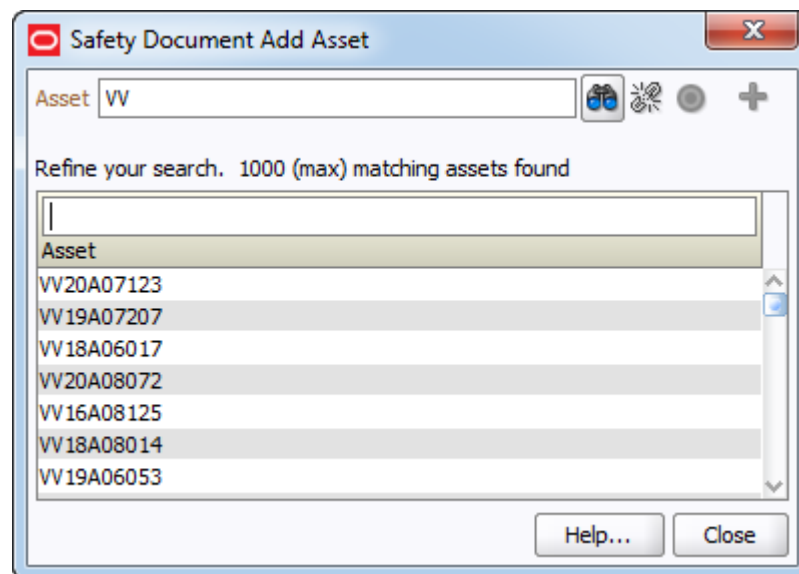 Safety Document Add Asset
Asset VV
Refine your search. 1000 (max) matching assets found
Asset
VV20A07123
VV19A07207
VV18A06017
VV20A08072
VV16A08125
VV18A08014
VV19A06053
Help... Close